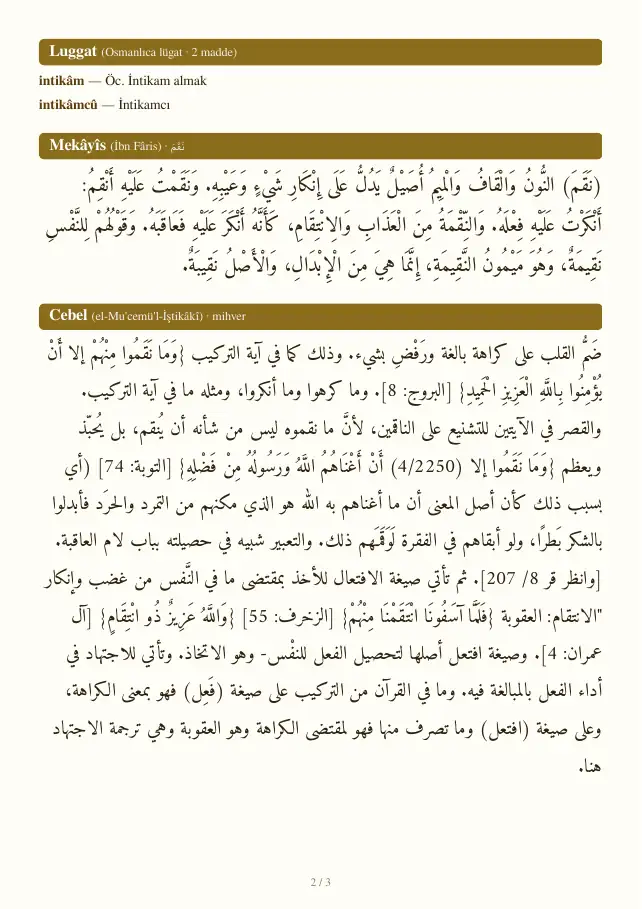 Luggat (Osmanlıca lügat · 2 madde)
intikâm — Öc. İntikam almak
intikâmcû — İntikamcı
Mekâyîs (İbn Fâris) · نَقَمَ
(نَقَمَ) النُّونُ وَالْقَافُ وَالْمِيمُ أُصَيْلٌ يَدُلُّ عَلَى إِنْكَارِ شَيْءٍ وَعَيْبِهِ. وَنَقَمْتُ عَلَيْهِ أَنْقِمُ:
أَنْكَرْتُ عَلَيْهِ فِعْلَهُ. وَالنِّقْمَةُ مِنَ الْعَذَابِ وَالِانْتِقَامِ، كَأَنَّهُ أَنْكَرَ عَلَيْهِ فَعَاقَبَهُ. وَقَوْلُهُمْ لِلنَّفْسِ
نَقِيمَةٌ، وَهُوَ مَيْمُونُ النَّقِيمَةِ، إِنَّمَا هِيَ مِنَ الْإِبْدَالِ، وَالْأَصْلُ نَقِيبَةٌ.
Cebel (el-Mu'cemü'l-İştikâkî) · mihver
ضَمُّ القلب على كراهة بالغة ورَفْضٍ بشيء. وذلك كما في آية التركيب {وَمَا نَقَمُوا مِنْهُمْ إلا أَنْ
يُؤْمِنُوا بِاللَّهِ الْعَزِيزِ الْحَمِيدِ} [البروج: 8]. وما كرهوا وما أنكروا، ومثله ما في آية التركيب.
والقصر في الآيتين للتشنيع على الناقمين، لأنَّ ما نقموه ليس من شأنه أن يُنقم، بل يُحبّذ
ويعظم {وَمَا نَقَمُوا إلا (4/2250) أَنْ أَغْنَاهُمُ اللَّهُ وَرَسُولُهُ مِنْ فَضْلِهِ} [التوبة: 74] (أي
بسبب ذلك كأن أصل المعنى أن ما أغناهم به الله هو الذي مكنهم من التمرد والحرَد فأبدلوا
بالشكر بَطرًا، ولو أبقاهم في الفقرة لَوَقَمَهم ذلك. والتعبير شبيه في حصيلته بباب لام العاقبة.
[وانظر قر 8/ 207]. ثم تأتي صيغة الافتعال للأخذ بمقتضى ما في النَّفس من غضب وإنكار
"الانتقام: العقوبة {فَلَمَّا آسَفُونَا انْتَقَمْنَا مِنْهُمْ} [الزخرف: 55] {وَاللَّهُ عَزِيزٌ ذُو انْتِقَامٍ} [آل
عمران: 4]. وصيغة افتعل أصلها لتحصيل الفعل للنفْس- وهو الاتخاذ. وتأتي للاجتهاد في
أداء الفعل بالمبالغة فيه. وما في القرآن من التركيب على صيغة (فَعِل) فهو بمعنى الكراهة،
وعلى صيغة (افتعل) وما تصرف منها فهو لمقتضى الكراهة وهو العقوبة وهي ترجمة الاجتهاد
هنا.
2 / 3